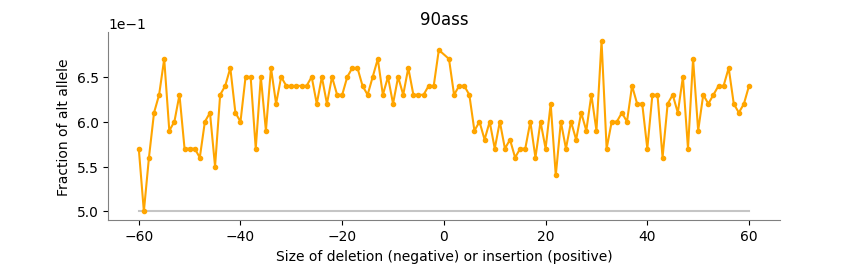 90ass
1e−1
Fraction of alt allele
6.5
6.0
5.5
5.0
−60 −40 −20 0 20 40 60
Size of deletion (negative) or insertion (positive)